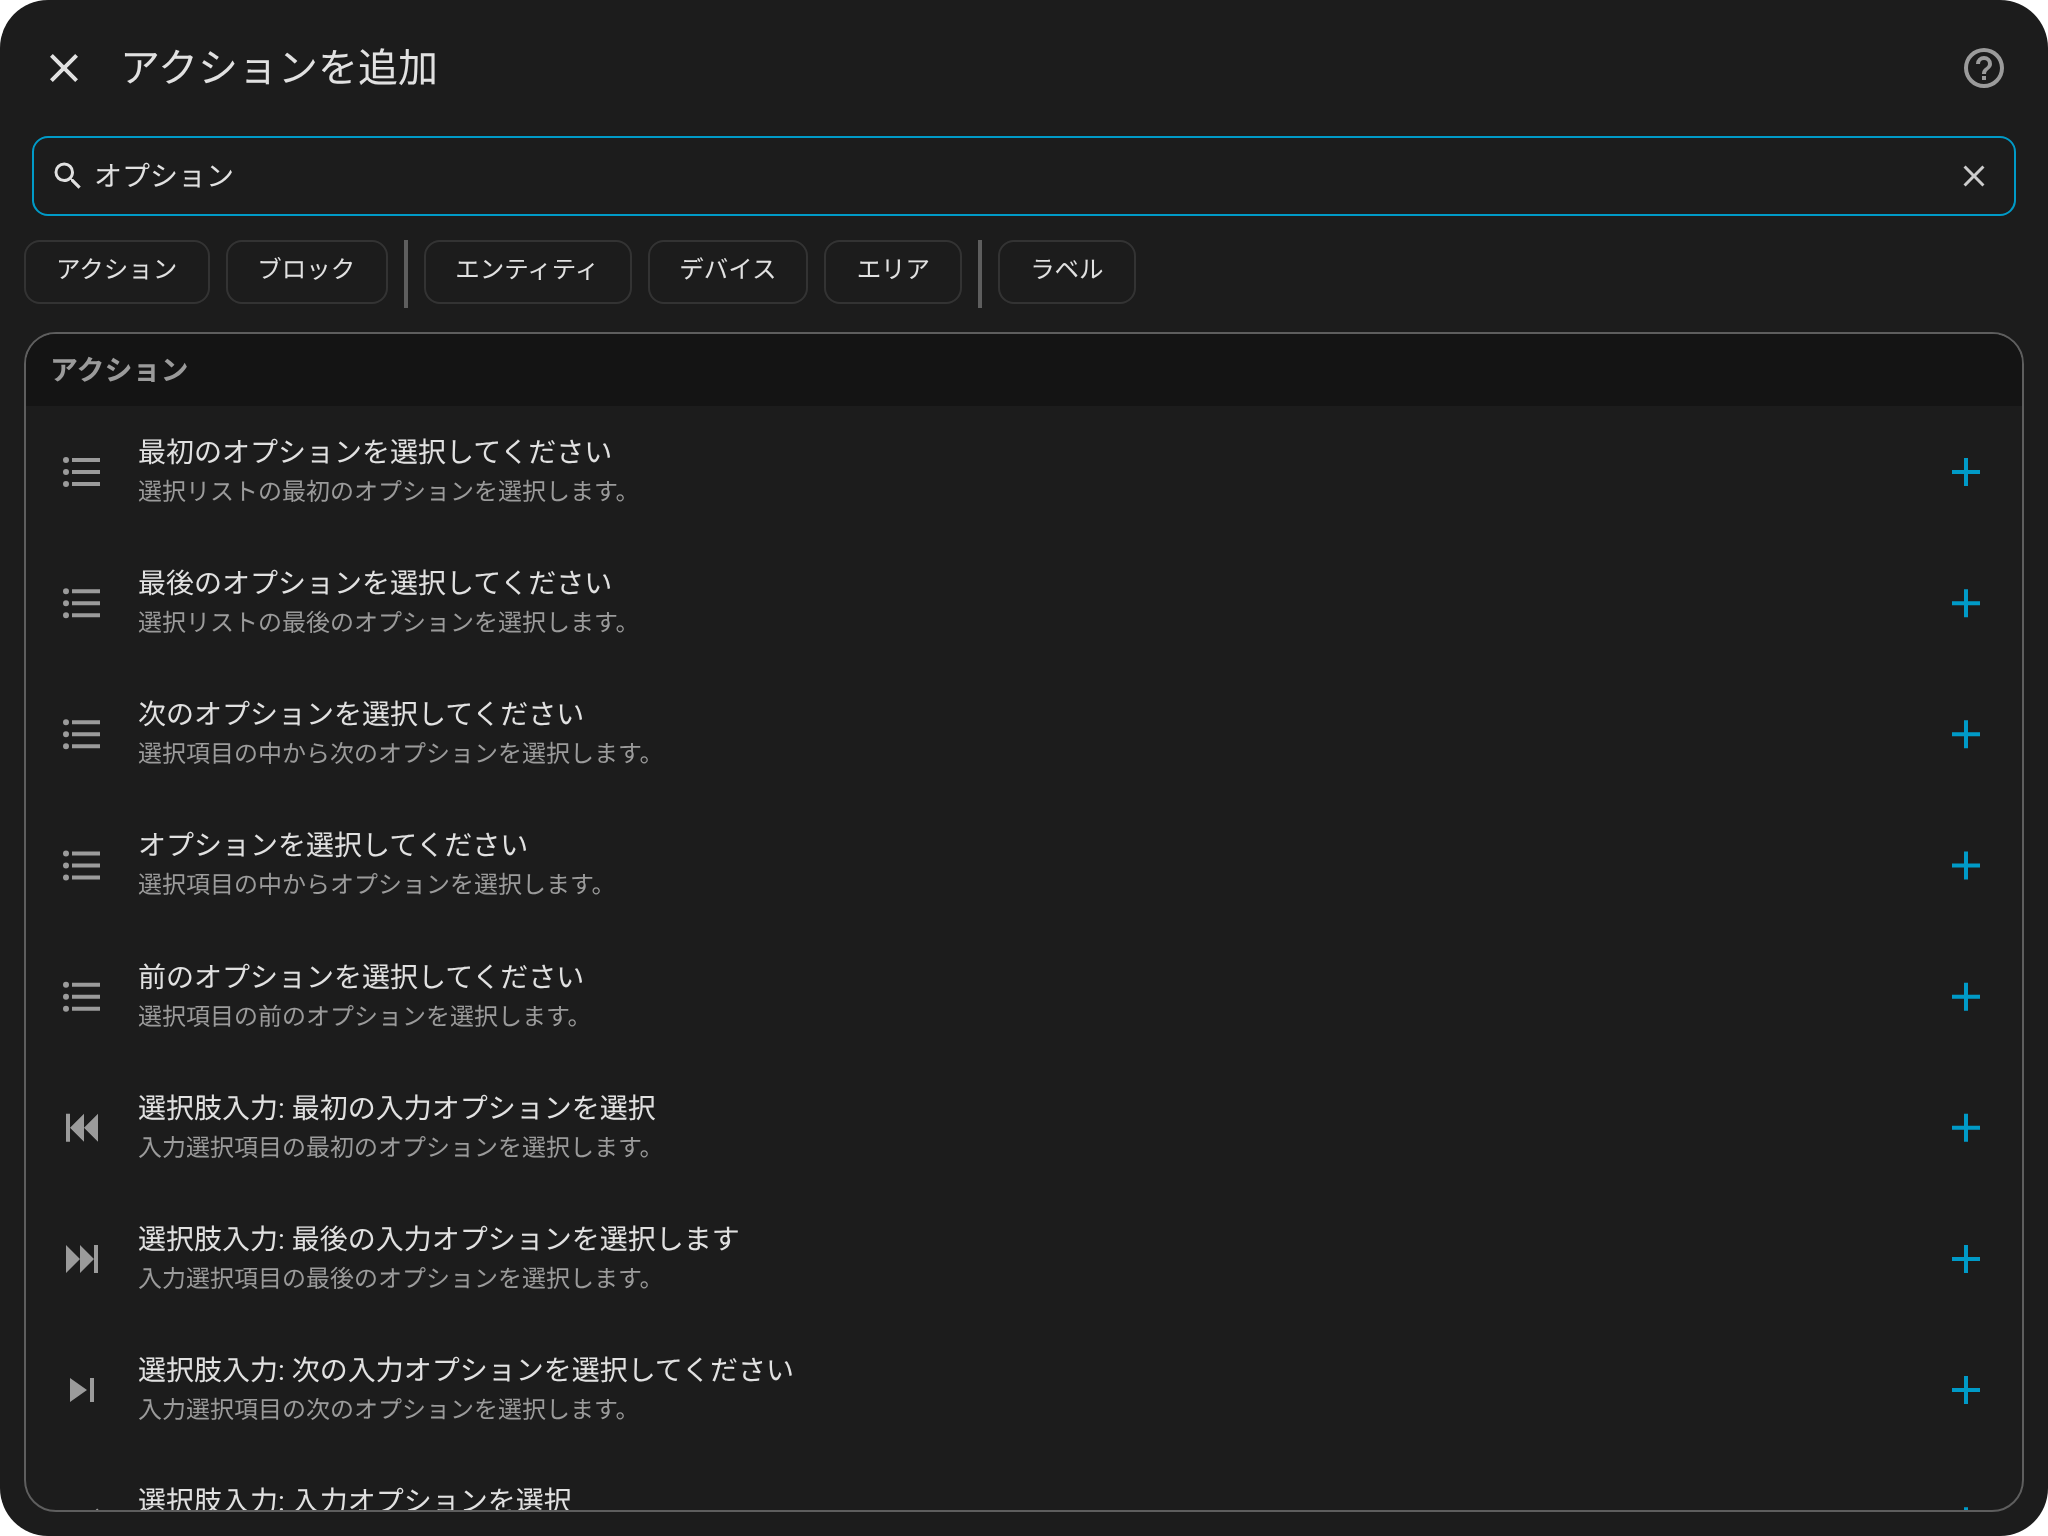 アクションを追加
オプション
アクション ブロック エンティティ デバイス エリア ラベル
アクション
最初のオプションを選択してください
選択リストの最初のオプションを選択します。
最後のオプションを選択してください
選択リストの最後のオプションを選択します。
次のオプションを選択してください
選択項目の中から次のオプションを選択します。
オプションを選択してください
選択項目の中からオプションを選択します。
前のオプションを選択してください
選択項目の前のオプションを選択します。
選択肢入力: 最初の入力オプションを選択
入力選択項目の最初のオプションを選択します。
選択肢入力: 最後の入力オプションを選択します
入力選択項目の最後のオプションを選択します。
選択肢入力: 次の入力オプションを選択してください
入力選択項目の次のオプションを選択します。
選択肢入力: 入力オプションを選択